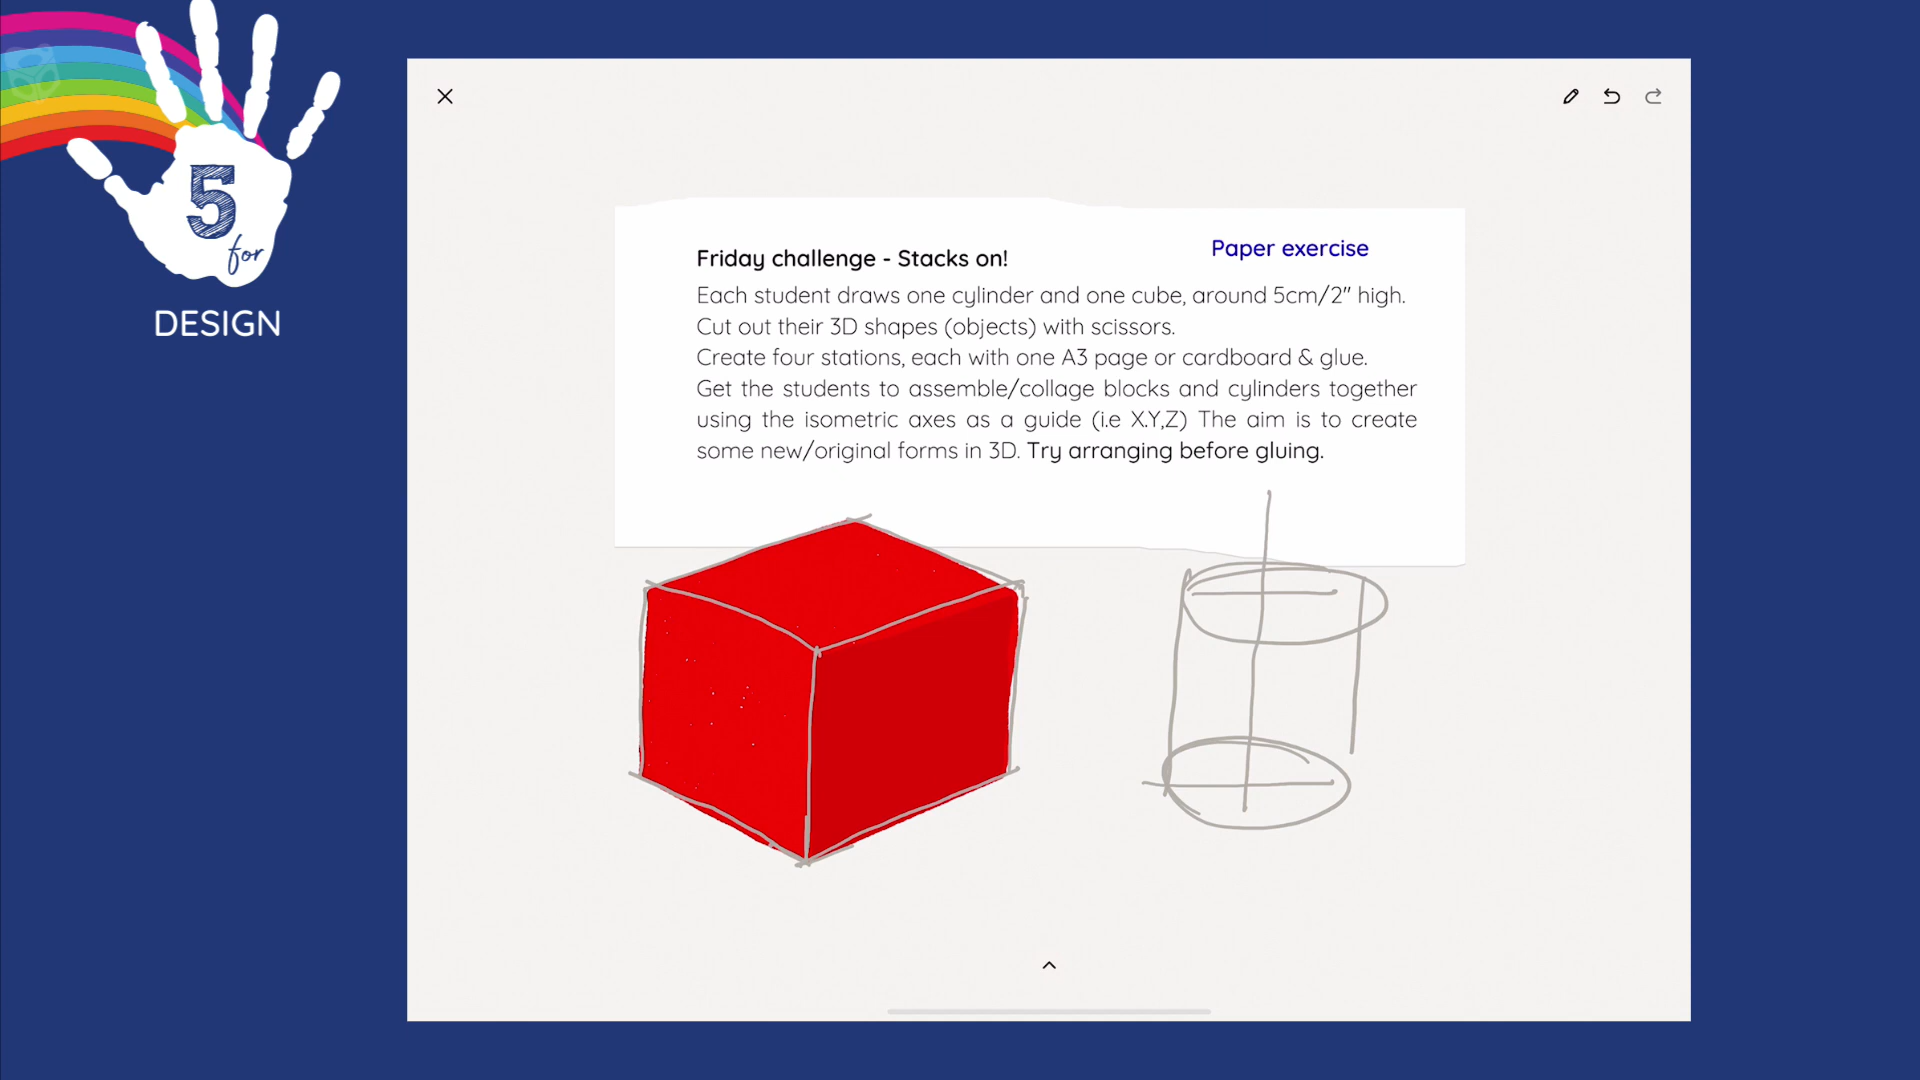 5
for
DESIGN
Friday challenge - Stacks on!
Paper exercise
Each student draws one cylinder and one cube, around 5cm/2" high.
Cut out their 3D shapes (objects) with scissors.
Create four stations, each with one A3 page or cardboard & glue.
Get the students to assemble/collage blocks and cylinders together
using the isometric axes as a guide (i.e X.Y,Z) The aim is to create
some new/original forms in 3D. Try arranging before gluing.